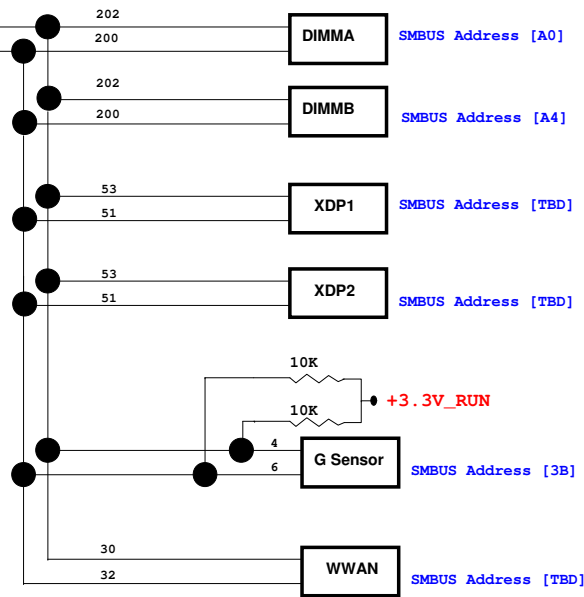 202
200
DIMMA
SMBUS Address [A0]
202
200
DIMMB
SMBUS Address [A4]
53
51
XDP1
SMBUS Address [TBD]
53
51
XDP2
SMBUS Address [TBD]
10K
10K
+3.3V_RUN
4
6
G Sensor
SMBUS Address [3B]
30
32
WWAN
SMBUS Address [TBD]